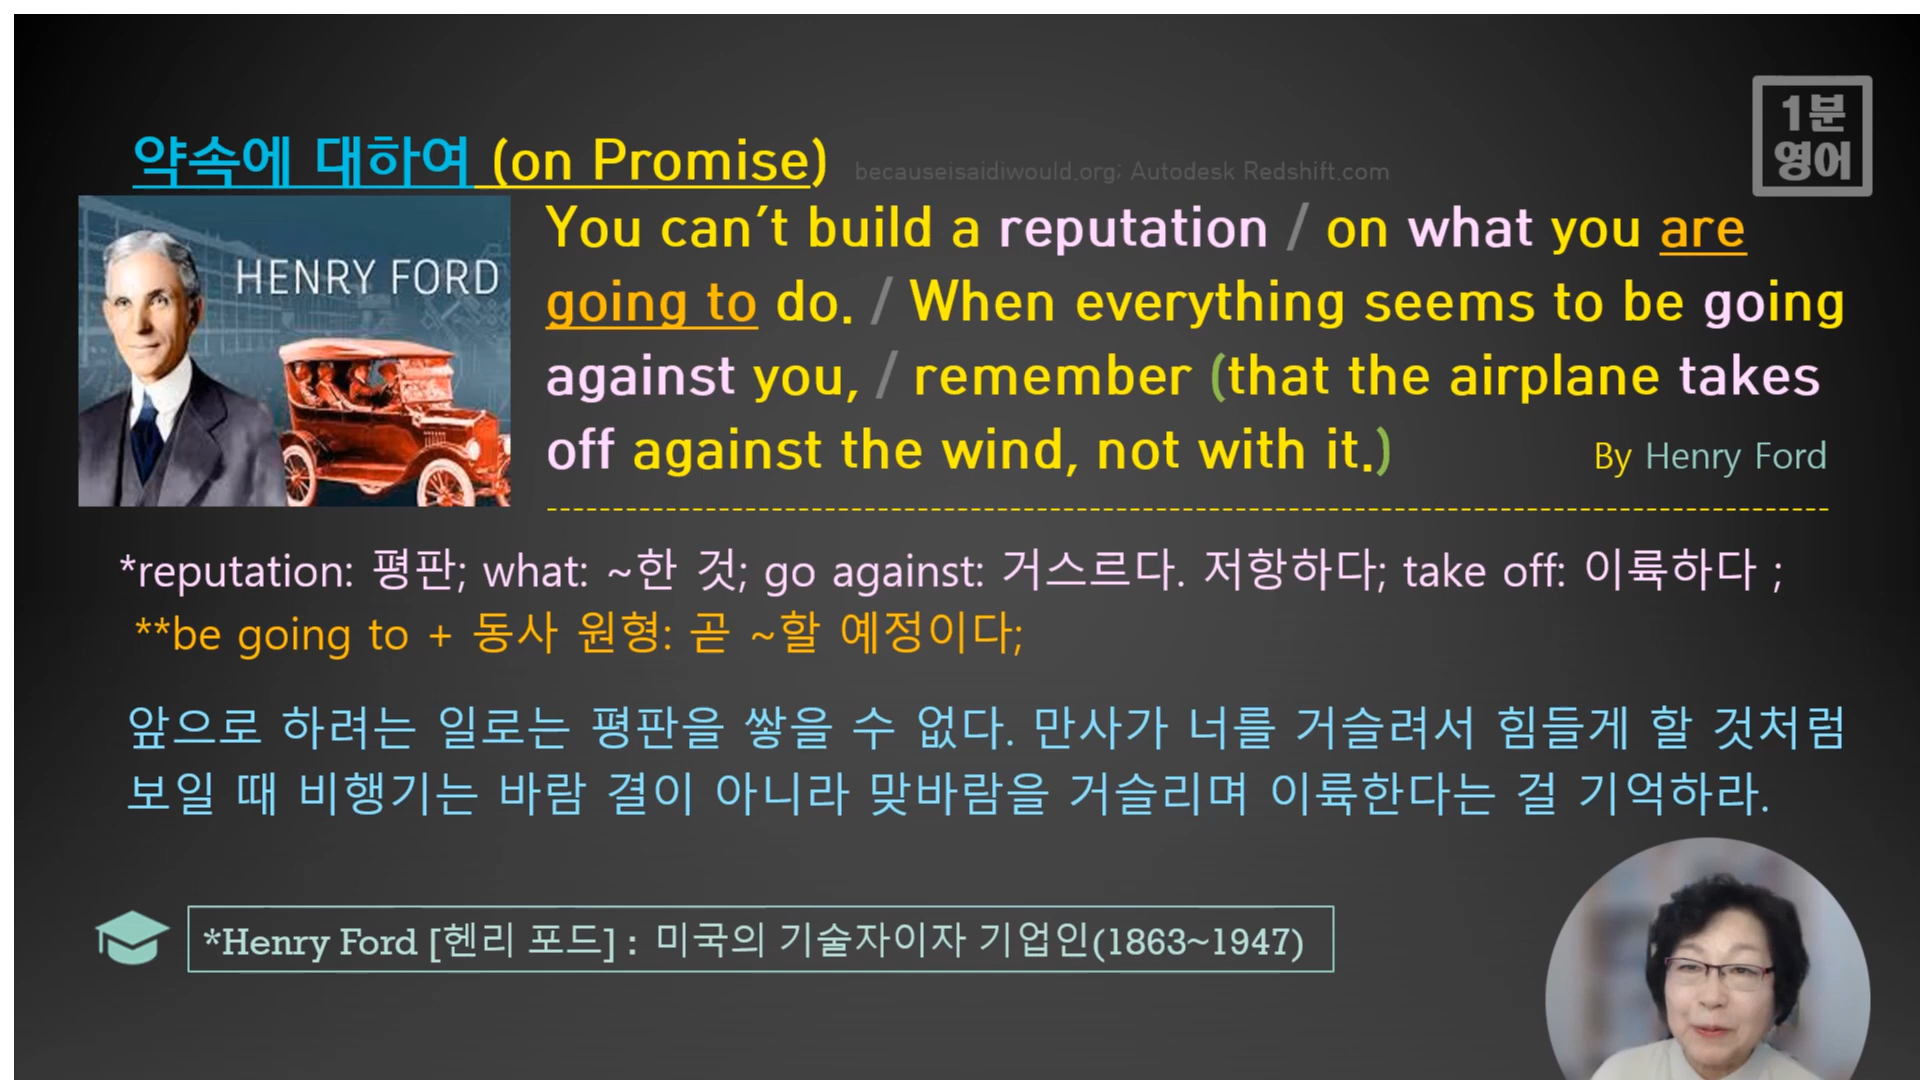 1분
영어
약속에 대하여 (on Promise) becauseisaidiwould.org; Autodesk Redshift.com
HENRY FORD
You can't build a reputation / on what you are
going to do. / When everything seems to be going
against you, / remember (that the airplane takes
off against the wind, not with it.)
By Henry Ford
*reputation: 평판; what: ~한 것; go against: 거스르다. 저항하다; take off: 이륙하다 ;
**be going to + 동사 원형: 곧 ~할 예정이다;
앞으로 하려는 일로는 평판을 쌓을 수 없다. 만사가 너를 거슬려서 힘들게 할 것처럼
보일 때 비행기는 바람 결이 아니라 맞바람을 거슬리며 이륙한다는 걸 기억하라.
*Henry Ford [헨리 포드] : 미국의 기술자이자 기업인(1863~1947)